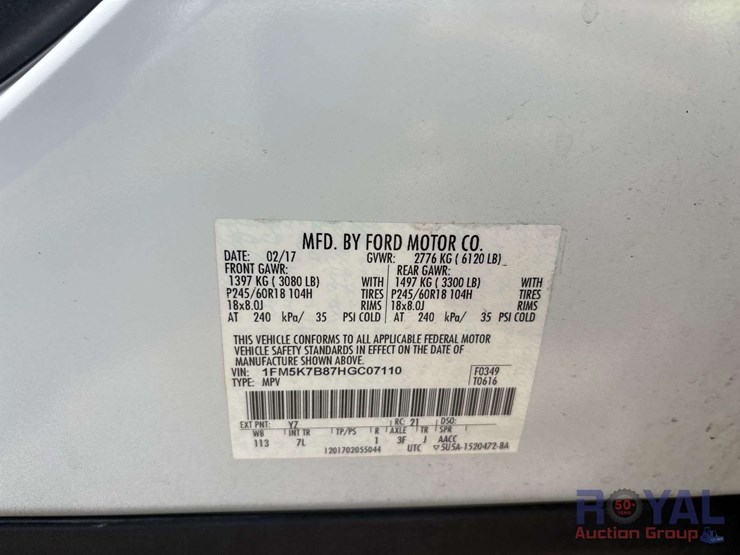 MFD. BY FORD MOTOR CO.
DATE: 02/17 GVWR: 2776 KG ( 6120 LB)
FRONT GAWR: REAR GAWR:
1397 KG ( 3080 LB) WITH 1497 KG ( 3300 LB) WITH
P245/60R18 104H TIRES P245/60R18 104H TIRES
18x8.0J RIMS 18x8.0J RIMS
AT 240 kPa/ 35 PSI COLD AT 240 kPa/ 35 PSI COLD
THIS VEHICLE CONFORMS TO ALL APPLICABLE FEDERAL MOTOR
VEHICLE SAFETY STANDARDS IN EFFECT ON THE DATE OF
MANUFACTURE SHOWN ABOVE.
VIN: 1FM5K7B87HGC07110 F0349
TYPE: MPV T0616
EXT PNT: YZ RC: 21 DSO:
WB INT TR TP/PS R AXLE TR SPR
113 7L 1 3F J AACC
1201702055044 UTC 5U5A-1520472-BA
ROYAL
50
Auction Group